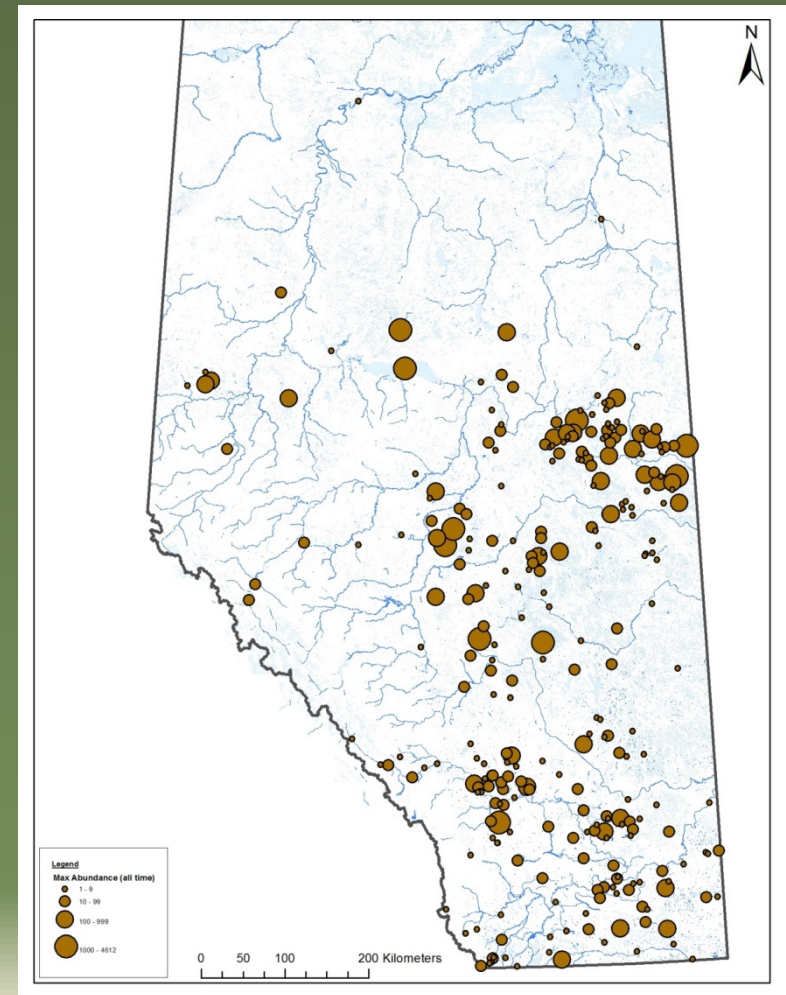 N
Legend
Max Abundance (all time)
1 - 9
10 - 99
100 - 999
1000 - 4612
0 50 100 200 Kilometers